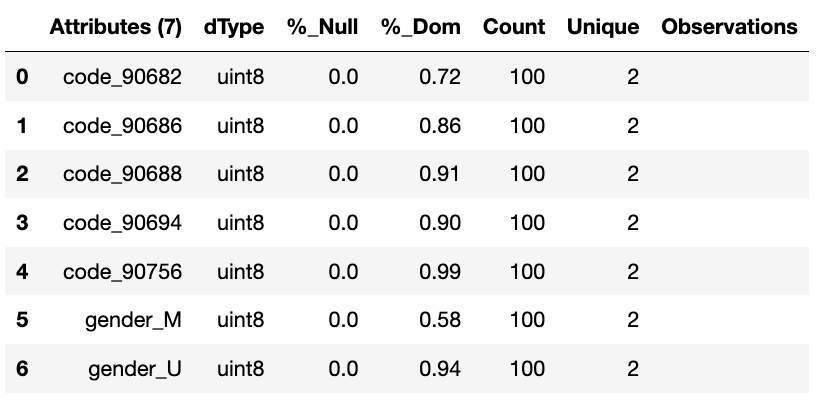 Attributes (7) dType %_Null %_Dom Count Unique Observations
0 code_90682 uint8 0.0 0.72 100 2
1 code_90686 uint8 0.0 0.86 100 2
2 code_90688 uint8 0.0 0.91 100 2
3 code_90694 uint8 0.0 0.90 100 2
4 code_90756 uint8 0.0 0.99 100 2
5 gender_M uint8 0.0 0.58 100 2
6 gender_U uint8 0.0 0.94 100 2